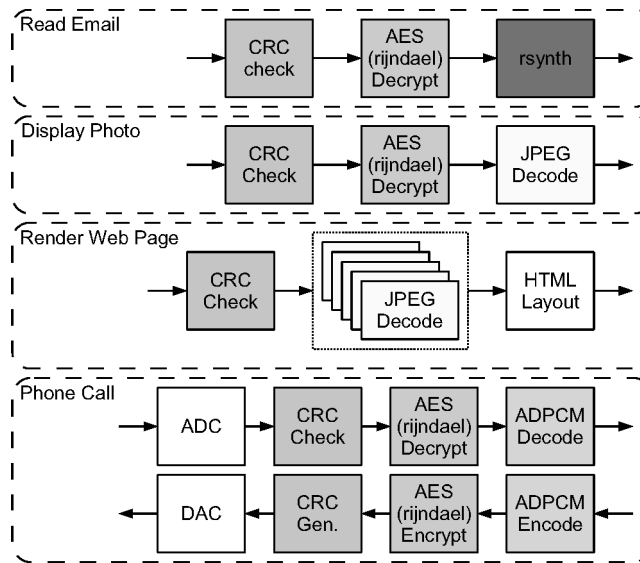 Read Email
CRC
check
AES
(rijndael)
Decrypt
rsynth
Display Photo
CRC
Check
AES
(rijndael)
Decrypt
JPEG
Decode
Render Web Page
CRC
Check
JPEG
Decode
HTML
Layout
Phone Call
ADC
CRC
Check
AES
(rijndael)
Decrypt
ADPCM
Decode
DAC
CRC
Gen.
AES
(rijndael)
Encrypt
ADPCM
Encode